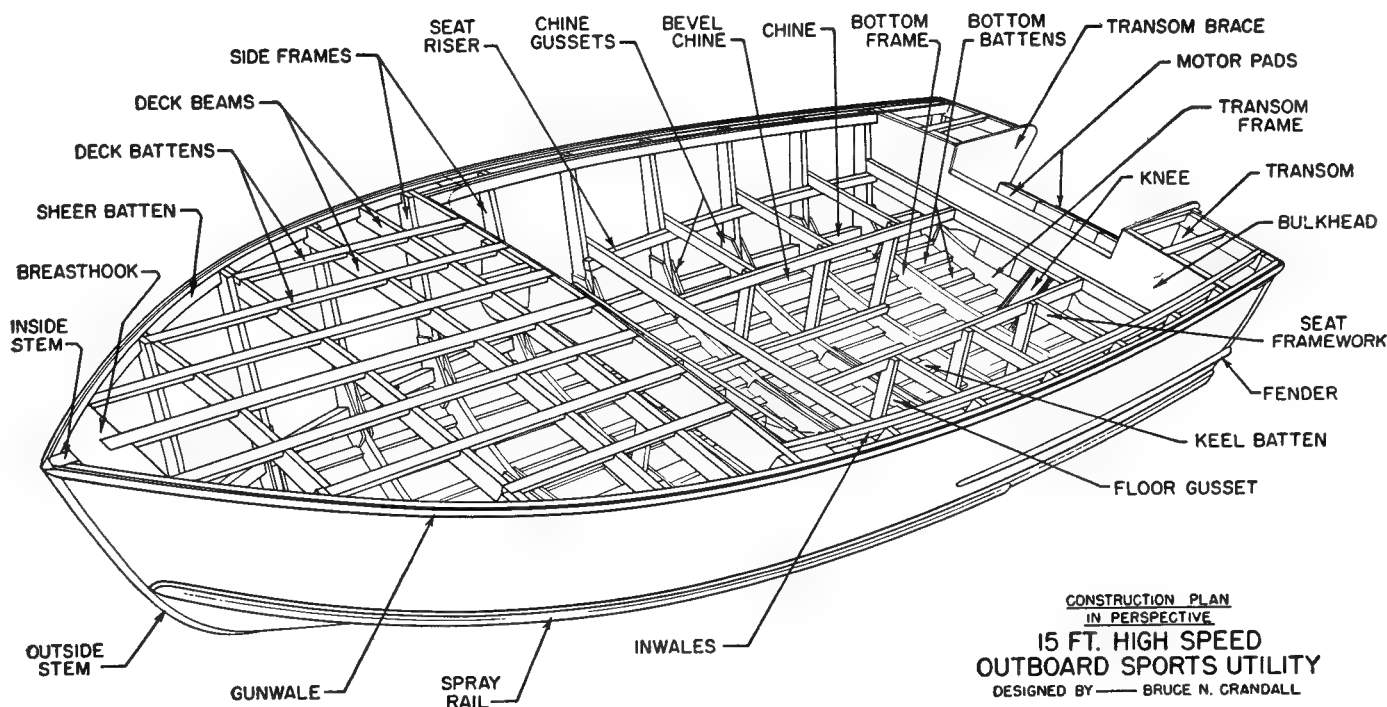 SEAT
RISER
CHINE
GUSSETS
BEVEL
CHINE
CHINE
BOTTOM
FRAME
BOTTOM
BATTENS
TRANSOM BRACE
MOTOR PADS
TRANSOM
FRAME
KNEE
TRANSOM
BULKHEAD
SIDE FRAMES
DECK BEAMS
DECK BATTENS
SHEER BATTEN
BREASTHOOK
INSIDE
STEM
SEAT
FRAMEWORK
FENDER
KEEL BATTEN
FLOOR GUSSET
INWALES
OUTSIDE
STEM
GUNWALE
SPRAY
RAIL
CONSTRUCTION PLAN
IN PERSPECTIVE
15 FT. HIGH SPEED
OUTBOARD SPORTS UTILITY
DESIGNED BY — BRUCE N. CRANDALL